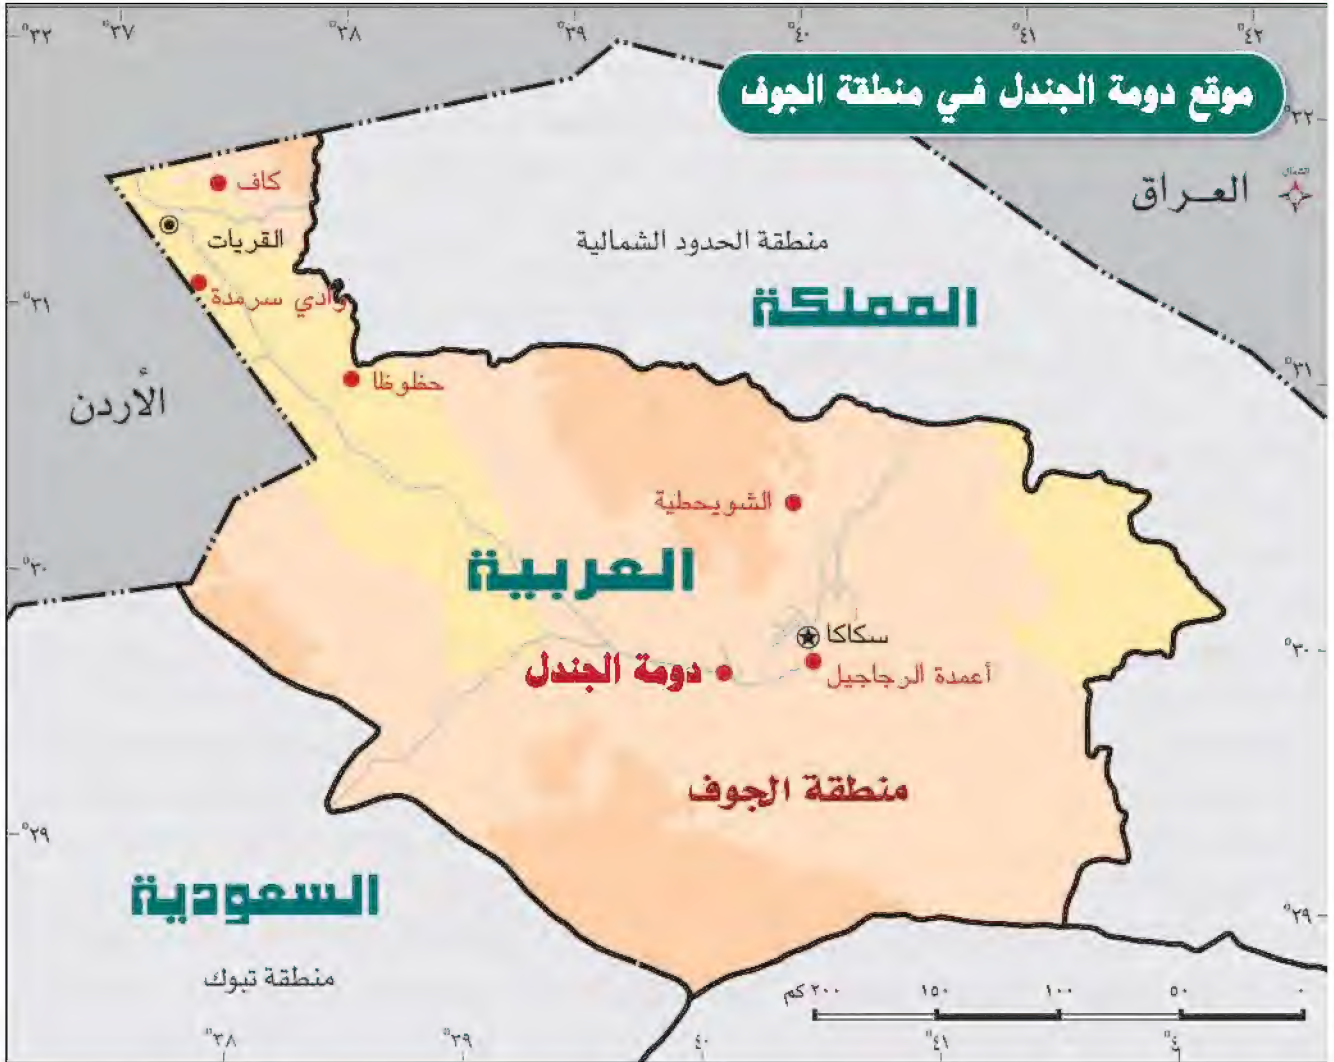 °٣٢ °٣٧ °٣٨ °٣٩ °٤٠ °٤١ °٤٢
موقع دومة الجندل في منطقة الجوف
°٣٢
الشمال
العراق
كاف
القريات
منطقة الحدود الشمالية
وادي سرمدة
المملكة
°٣١
°٣١
حظوظا
الأردن
الشويحطية
العربية
°٣٠
سكاكا
°٣٠
دومة الجندل
أعمدة الرجاجيل
منطقة الجوف
°٢٩
السعودية
°٢٩
منطقة تبوك
٠ ٥٠ ١٠٠ ١٥٠ ٢٠٠ كم
°٣٨ °٣٩ °٤٠ °٤١ °٤